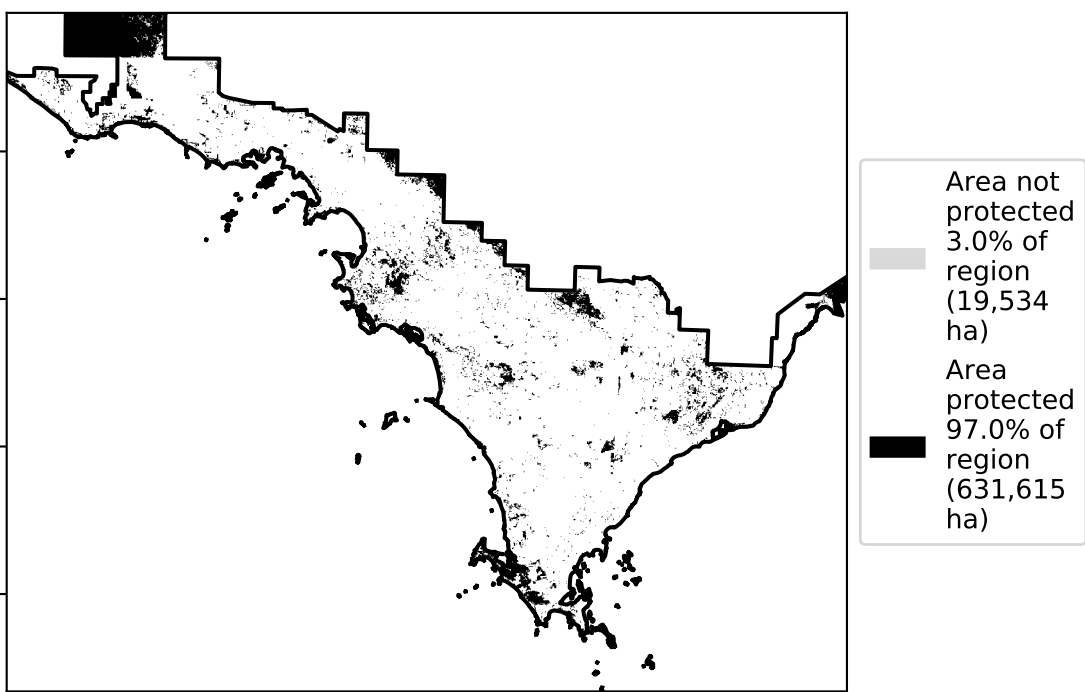 Area not
protected
3.0% of
region
(19,534
ha)
Area
protected
97.0% of
region
(631,615
ha)